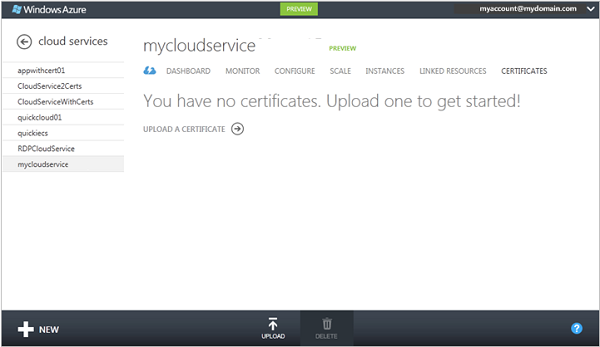 Windows Azure
PREVIEW
myaccount@mydomain.com
cloud services
appwithcert01
CloudService2Certs
CloudServiceWithCerts
quickcloud01
quickiecs
RDPCloudService
mycloudservice
mycloudservice
PREVIEW
DASHBOARD MONITOR CONFIGURE SCALE INSTANCES LINKED RESOURCES CERTIFICATES
You have no certificates. Upload one to get started!
UPLOAD A CERTIFICATE
NEW
UPLOAD
DELETE
?